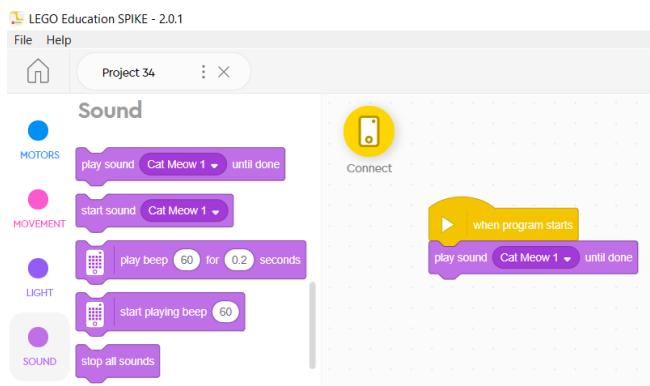 LEGO Education SPIKE - 2.0.1
File Help
Project 34
Sound
MOTORS
play sound Cat Meow 1 until done
Connect
start sound Cat Meow 1
MOVEMENT
when program starts
play beep 60 for 0.2 seconds
play sound Cat Meow 1 until done
LIGHT
start playing beep 60
SOUND
stop all sounds